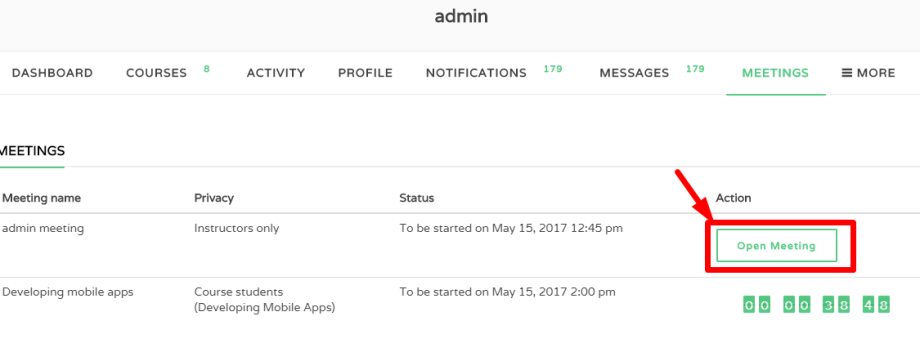 admin
DASHBOARD COURSES 8 ACTIVITY PROFILE NOTIFICATIONS 179 MESSAGES 179 MEETINGS ≡ MORE
MEETINGS
Meeting name Privacy Status Action
admin meeting Instructors only To be started on May 15, 2017 12:45 pm Open Meeting
Developing mobile apps Course students To be started on May 15, 2017 2:00 pm 00 00 38 48
(Developing Mobile Apps)